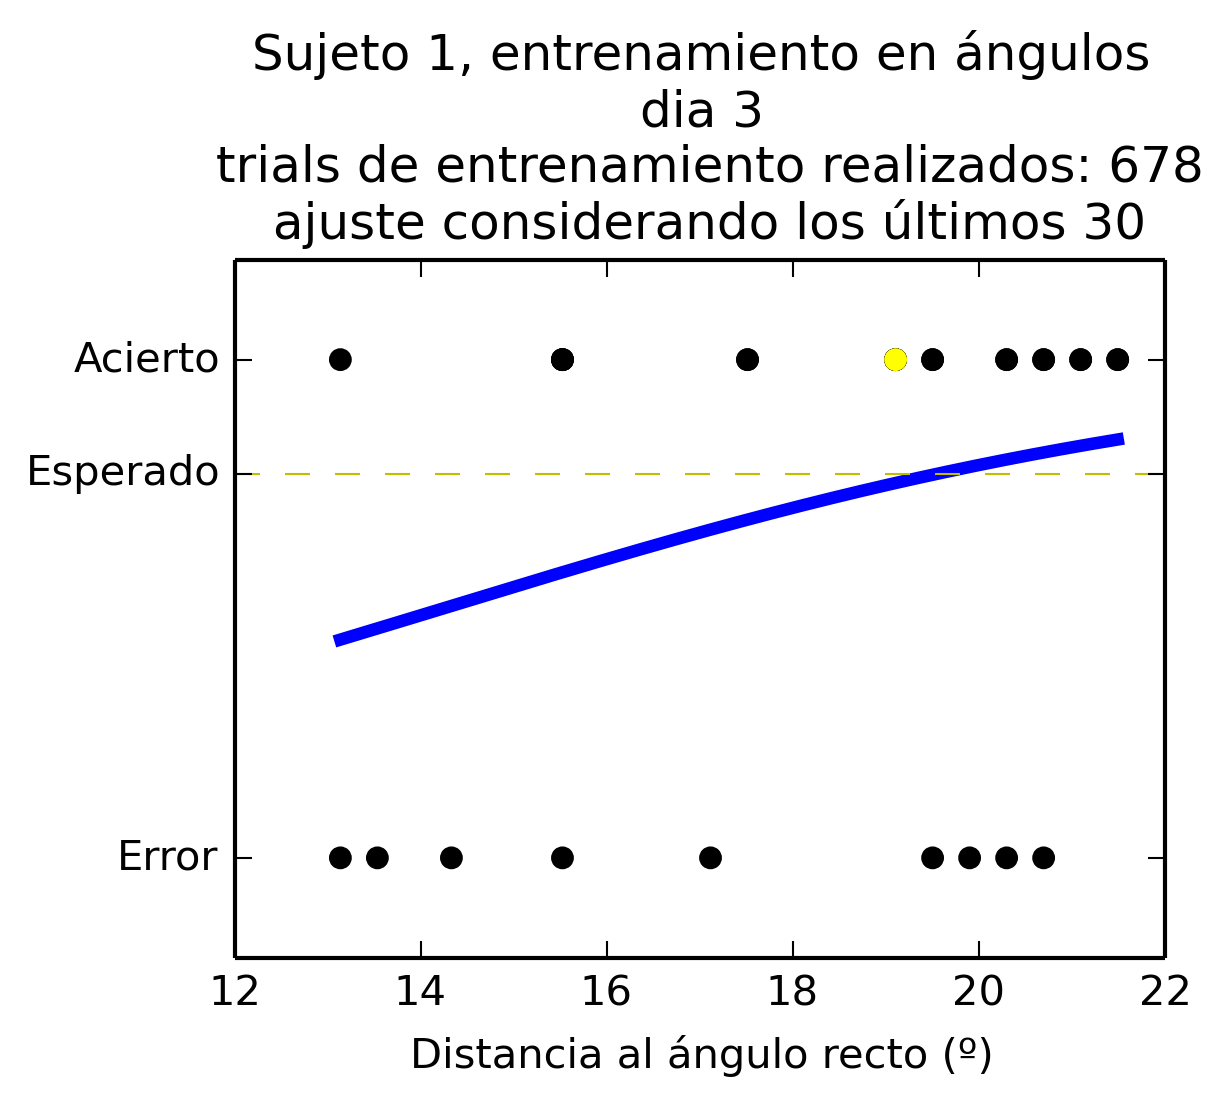 Sujeto 1, entrenamiento en ángulos
dia 3
trials de entrenamiento realizados: 678
ajuste considerando los últimos 30
Acierto
Esperado
Error
12 14 16 18 20 22
Distancia al ángulo recto (º)